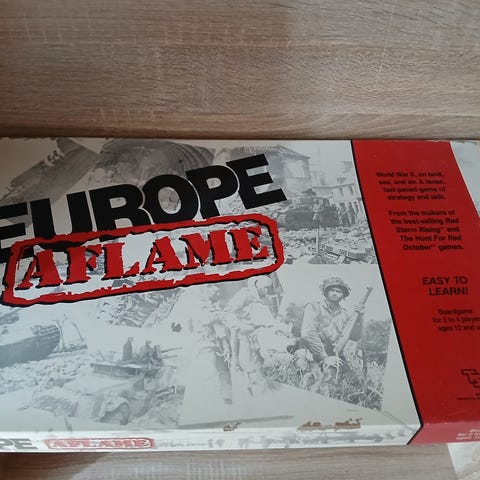 EUROPE
AFLAME
World War II, on land,
sea, and air. A tense,
fast-paced game of
strategy and skill.
From the makers of
the best-selling Red
Storm Rising™ and
The Hunt For Red
October® games.
EASY TO
LEARN!
Boardgame
for 2 to 4 player
ages 12 and u
OPE AFLAME